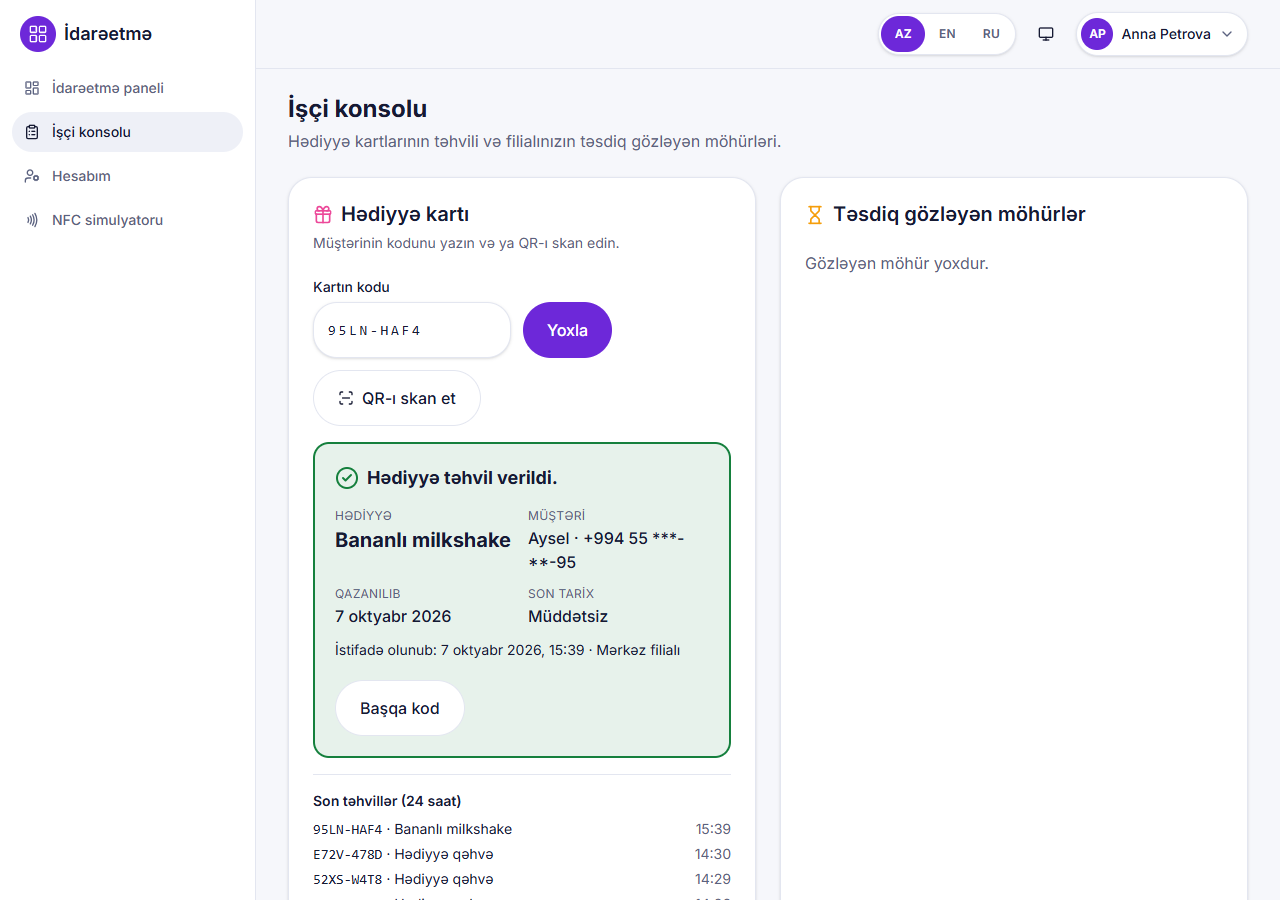 İdarəetmə
AZ EN RU
AP Anna Petrova
İdarəetmə paneli
İşçi konsolu
Hesabım
NFC simulyatoru
İşçi konsolu
Hədiyyə kartlarının təhvili və filialınızın təsdiq gözləyən möhürləri.
Hədiyyə kartı
Müştərinin kodunu yazın və ya QR-ı skan edin.
Kartın kodu
95LN-HAF4
Yoxla
QR-ı skan et
Hədiyyə təhvil verildi.
HƏDİYYƏ
Bananlı milkshake
MÜŞTƏRİ
Aysel · +994 55 ***-
**-95
QAZANILIB
7 oktyabr 2026
SON TARİX
Müddətsiz
İstifadə olunub: 7 oktyabr 2026, 15:39 · Mərkəz filialı
Başqa kod
Son təhvillər (24 saat)
95LN-HAF4 · Bananlı milkshake 15:39
E72V-478D · Hədiyyə qəhvə 14:30
52XS-W4T8 · Hədiyyə qəhvə 14:29
Təsdiq gözləyən möhürlər
Gözləyən möhür yoxdur.